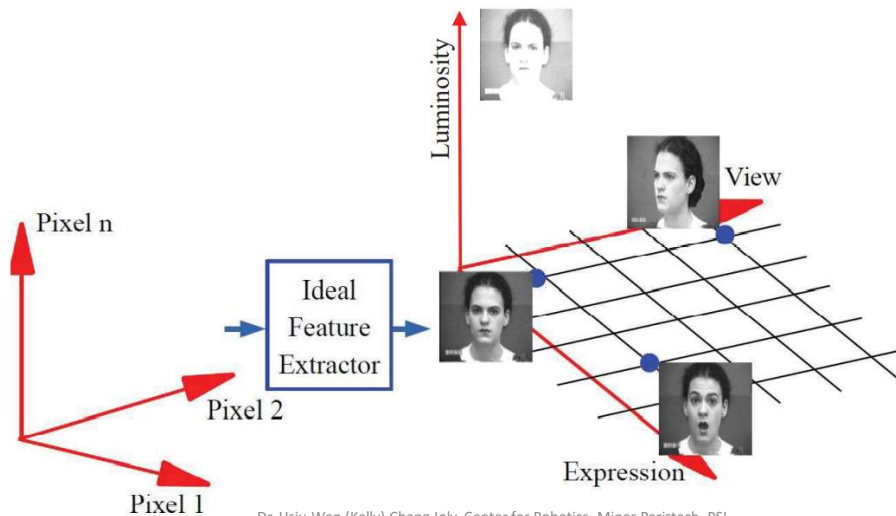 Luminosity
View
Pixel n
Ideal
Feature
Extractor
Pixel 2
Expression
Pixel 1